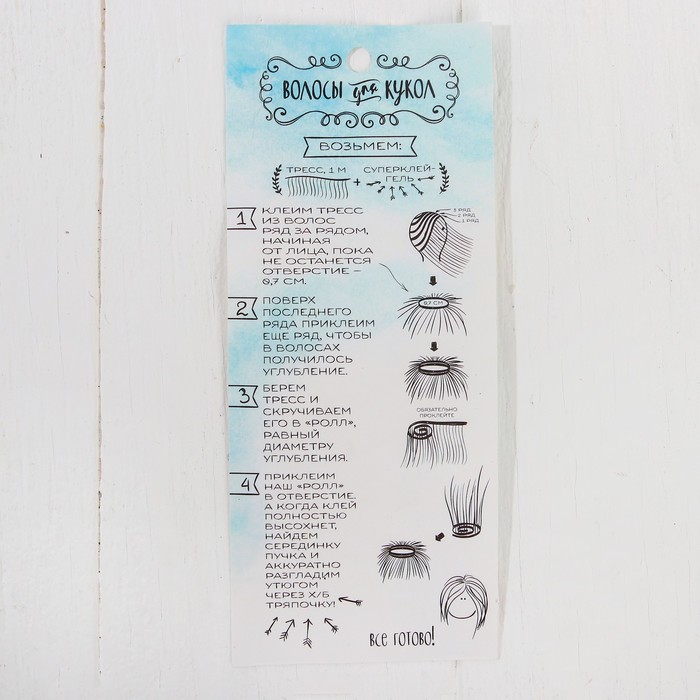 ВОЛОСЫ для КУКОЛ
ВОЗЬМЕМ:
ТРЕСС, 1 М + СУПЕРКЛЕЙ-
ГЕЛЬ
1 КЛЕИМ ТРЕСС
ИЗ ВОЛОС
РЯД ЗА РЯДОМ,
НАЧИНАЯ
ОТ ЛИЦА, ПОКА
НЕ ОСТАНЕТСЯ
ОТВЕРСТИЕ –
0,7 СМ.
3 РЯД
2 РЯД
1 РЯД
0,7 СМ
2 ПОВЕРХ
ПОСЛЕДНЕГО
РЯДА ПРИКЛЕИМ
ЕЩЕ РЯД, ЧТОБЫ
В ВОЛОСАХ
ПОЛУЧИЛОСЬ
УГЛУБЛЕНИЕ.
3 БЕРЕМ
ТРЕСС И
СКРУЧИВАЕМ
ЕГО В «РОЛЛ»,
РАВНЫЙ
ДИАМЕТРУ
УГЛУБЛЕНИЯ.
ОБЯЗАТЕЛЬНО
ПРОКЛЕЙТЕ
4 ПРИКЛЕИМ
НАШ «РОЛЛ»
В ОТВЕРСТИЕ.
А КОГДА КЛЕЙ
ПОЛНОСТЬЮ
ВЫСОХНЕТ,
НАЙДЕМ
СЕРЕДИНКУ
ПУЧКА И
АККУРАТНО
РАЗГЛАДИМ
УТЮГОМ
ЧЕРЕЗ Х/Б
ТРЯПОЧКУ!
ВСЕ ГОТОВО!